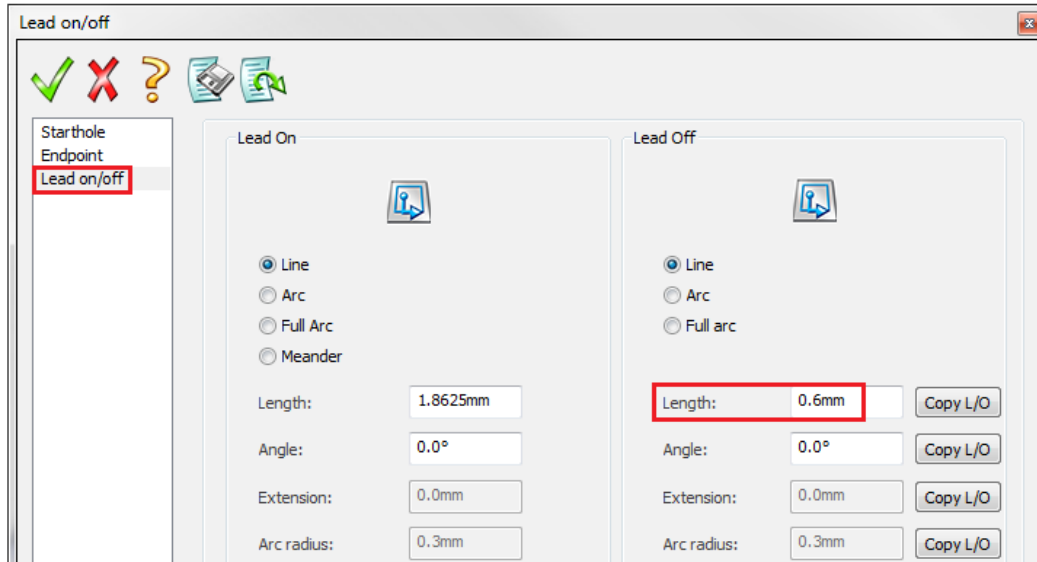 Lead on/off
Starthole
Endpoint
Lead on/off
Lead On
Line
Arc
Full Arc
Meander
Length: 1.8625mm
Angle: 0.0°
Extension: 0.0mm
Arc radius: 0.3mm
Lead Off
Line
Arc
Full arc
Length: 0.6mm Copy L/O
Angle: 0.0° Copy L/O
Extension: 0.0mm Copy L/O
Arc radius: 0.3mm Copy L/O